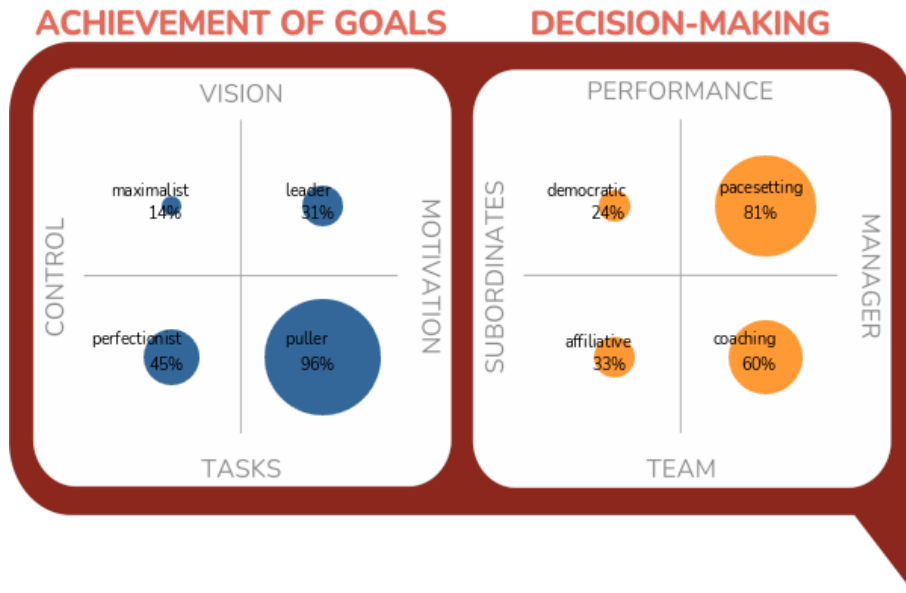 ACHIEVEMENT OF GOALS
VISION
CONTROL
MOTIVATION
maximalist
14%
leader
31%
perfectionist
45%
puller
96%
TASKS
DECISION-MAKING
PERFORMANCE
SUBORDINATES
MANAGER
democratic
24%
pacesetting
81%
affiliative
33%
coaching
60%
TEAM